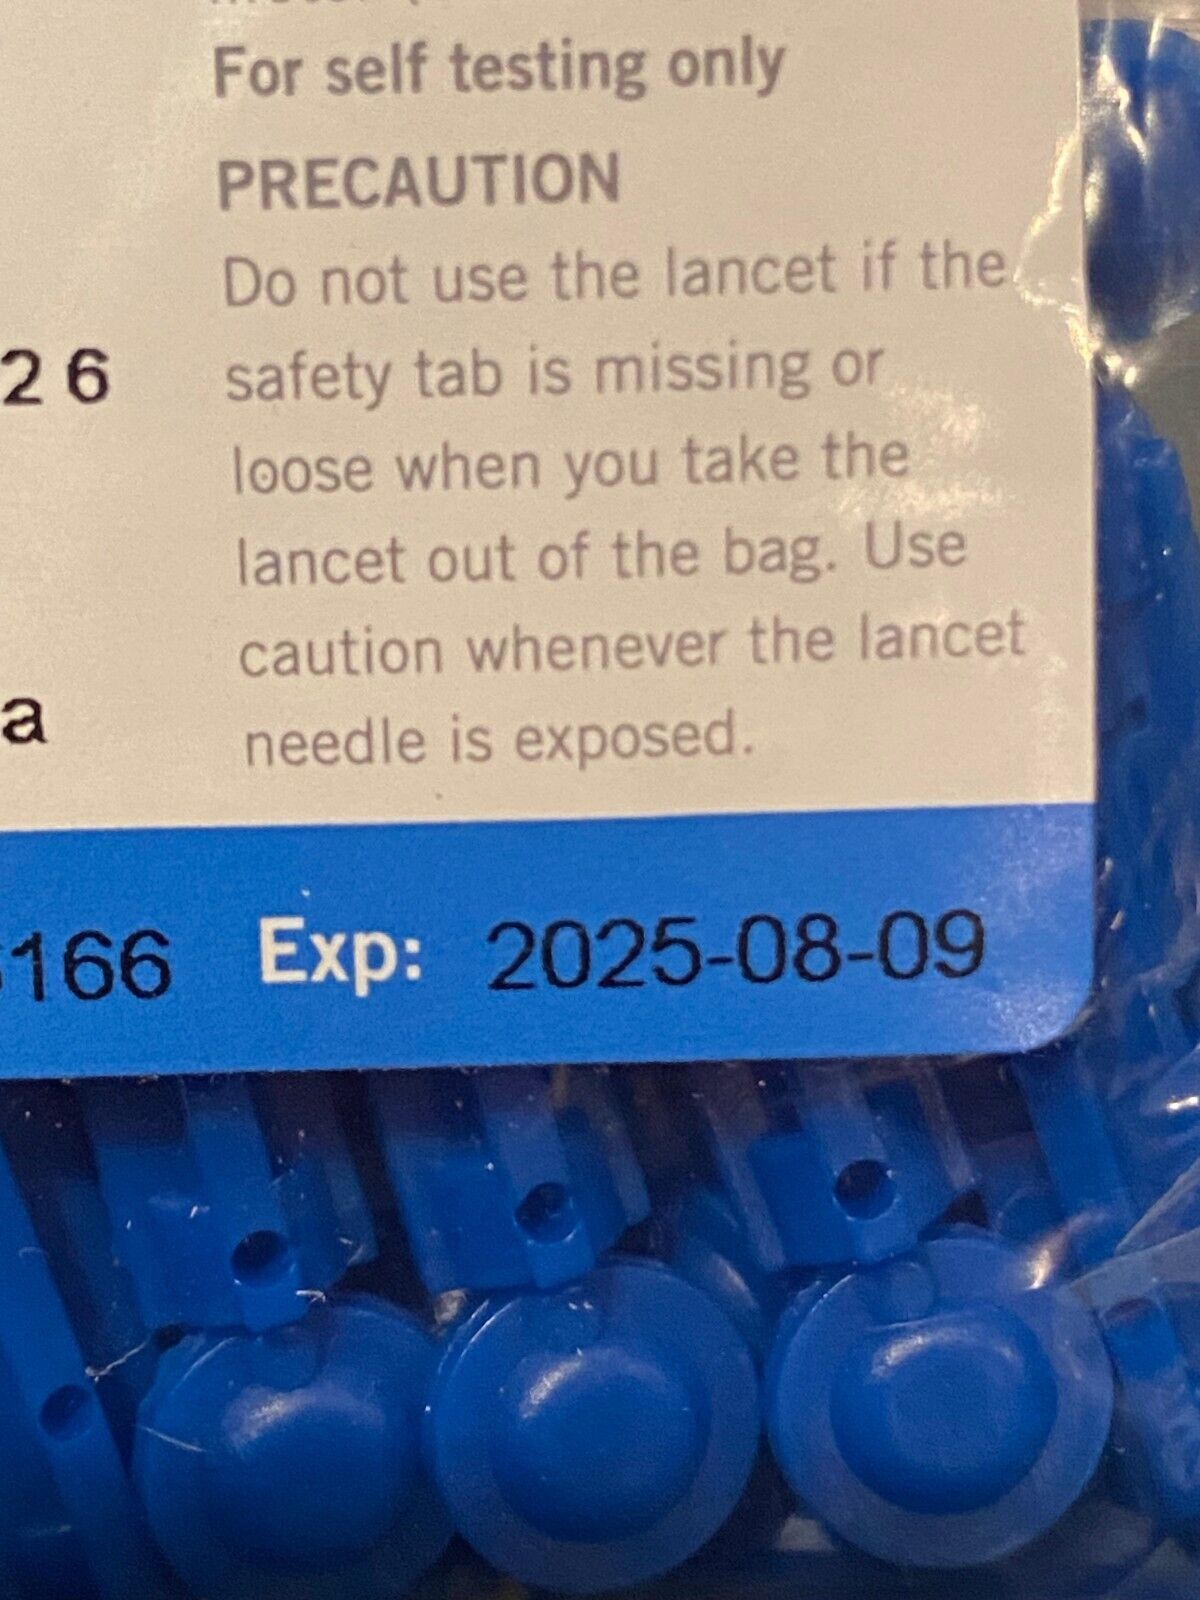 For self testing only
PRECAUTION
Do not use the lancet if the
26 safety tab is missing or
loose when you take the
lancet out of the bag. Use
caution whenever the lancet
a needle is exposed.
166 Exp: 2025-08-09